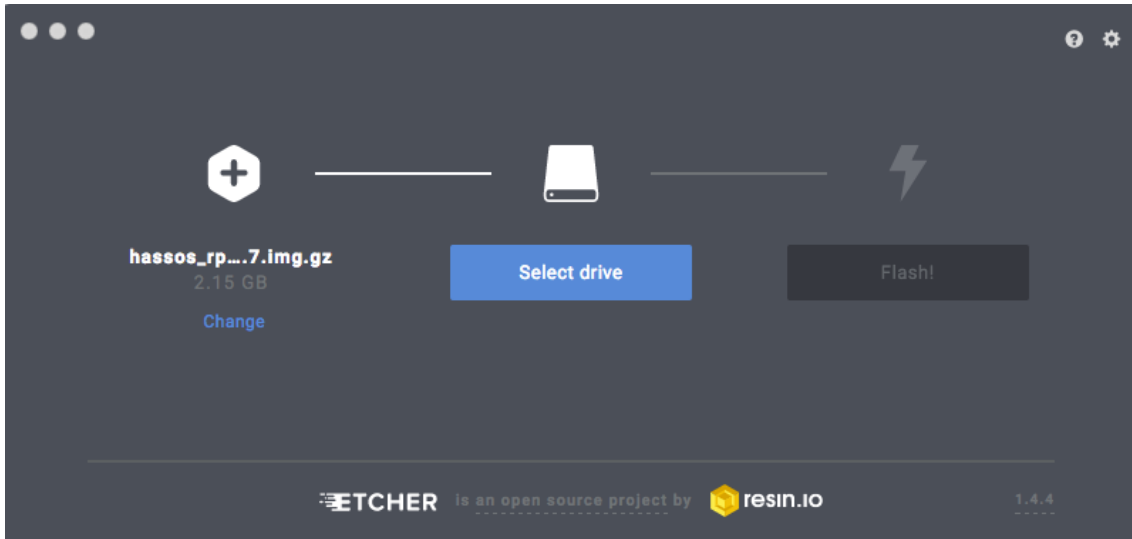 hassos_rp....7.img.gz
2.15 GB
Change
Select drive
Flash!
ETCHER is an open source project by resin.io
1.4.4